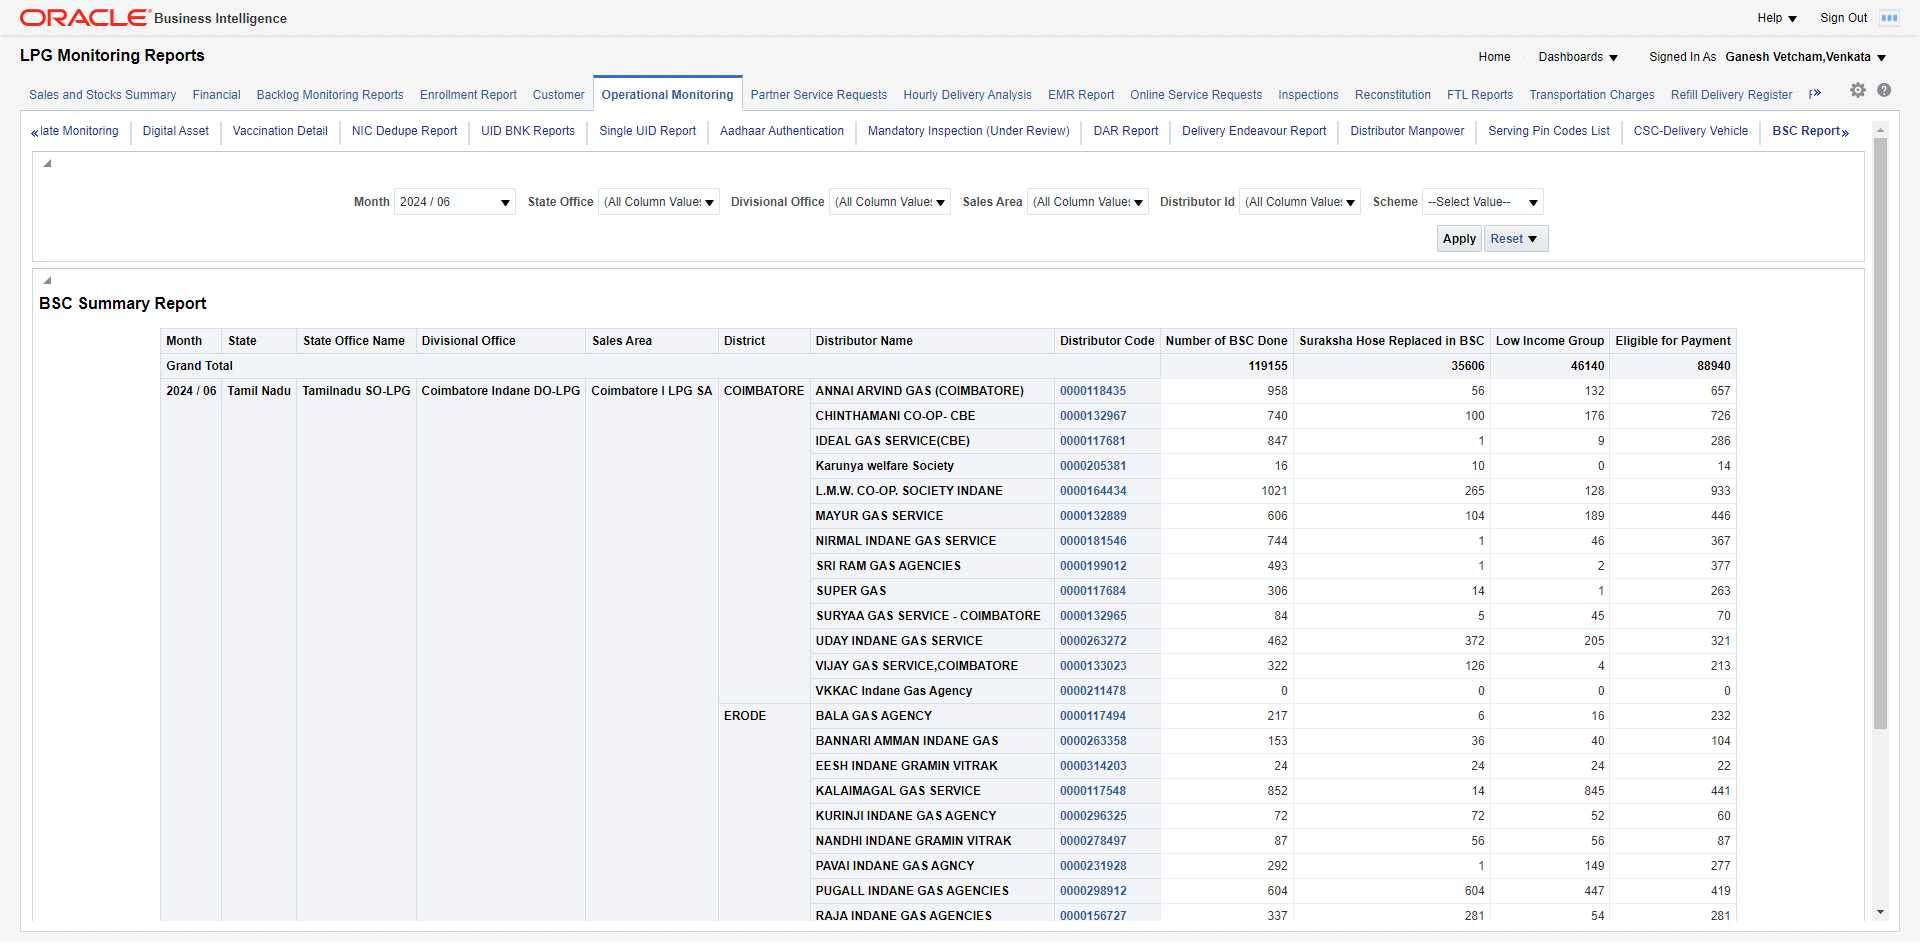 ORACLE Business Intelligence Help Sign Out
LPG Monitoring Reports Home Dashboards Signed In As Ganesh Vetcham,Venkata
Sales and Stocks Summary Financial Backlog Monitoring Reports Enrollment Report Customer Operational Monitoring Partner Service Requests Hourly Delivery Analysis EMR Report Online Service Requests Inspections Reconstitution FTL Reports Transportation Charges Refill Delivery Register
«late Monitoring Digital Asset Vaccination Detail NIC Dedupe Report UID BNK Reports Single UID Report Aadhaar Authentication Mandatory Inspection (Under Review) DAR Report Delivery Endeavour Report Distributor Manpower Serving Pin Codes List CSC-Delivery Vehicle BSC Report»
Month 2024 / 06 State Office (All Column Values Divisional Office (All Column Values Sales Area (All Column Values Distributor Id (All Column Values Scheme --Select Value--
Apply Reset
BSC Summary Report
Month State State Office Name Divisional Office Sales Area District Distributor Name Distributor Code Number of BSC Done Suraksha Hose Replaced in BSC Low Income Group Eligible for Payment
Grand Total 119155 35606 46140 88940
2024 / 06 Tamil Nadu Tamilnadu SO-LPG Coimbatore Indane DO-LPG Coimbatore I LPG SA COIMBATORE ANNAI ARVIND GAS (COIMBATORE) 0000118435 958 56 132 657
CHINTHAMANI CO-OP- CBE 0000132967 740 100 176 726
IDEAL GAS SERVICE(CBE) 0000117681 847 1 9 286
Karunya welfare Society 0000205381 16 10 0 14
L.M.W. CO-OP. SOCIETY INDANE 0000164434 1021 265 128 933
MAYUR GAS SERVICE 0000132889 606 104 189 446
NIRMAL INDANE GAS SERVICE 0000181546 744 1 46 367
SRI RAM GAS AGENCIES 0000199012 493 1 2 377
SUPER GAS 0000117684 306 14 1 263
SURYAA GAS SERVICE - COIMBATORE 0000132965 84 5 45 70
UDAY INDANE GAS SERVICE 0000263272 462 372 205 321
VIJAY GAS SERVICE,COIMBATORE 0000133023 322 126 4 213
VKKAC Indane Gas Agency 0000211478 0 0 0 0
ERODE BALA GAS AGENCY 0000117494 217 6 16 232
BANNARI AMMAN INDANE GAS 0000263358 153 36 40 104
EESH INDANE GRAMIN VITRAK 0000314203 24 24 24 22
KALAIMAGAL GAS SERVICE 0000117548 852 14 845 441
KURINJI INDANE GAS AGENCY 0000296325 72 72 52 60
NANDHI INDANE GRAMIN VITRAK 0000278497 87 56 56 87
PAVAI INDANE GAS AGNCY 0000231928 292 1 149 277
PUGALL INDANE GAS AGENCIES 0000298912 604 604 447 419
RAJA INDANE GAS AGENCIES 0000156727 337 281 54 281